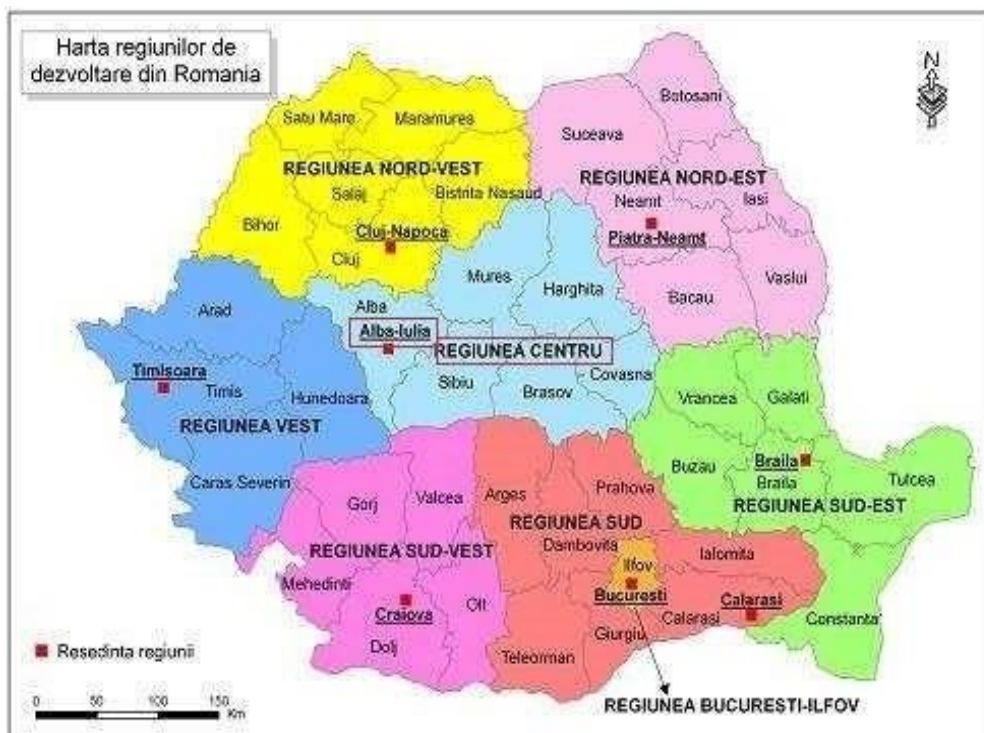 Harta regiunilor de
dezvoltare din Romania
N
Botosani
Satu Mare
Maramures
Suceava
REGIUNEA NORD-VEST
REGIUNEA NORD-EST
Salaj
Bistrita Nasaud
Neamt
Iasi
Bihor
Cluj-Napoca
Piatra-Neamt
Cluj
Mures
Harghita
Bacau
Vaslui
Arad
Alba
Alba-Iulia
REGIUNEA CENTRU
Timisoara
Timis
Hunedoara
Sibiu
Brasov
Covasna
Vrancea
Galati
REGIUNEA VEST
Caras Severin
Gorj
Valcea
Arges
Prahova
Buzau
Braila
Braila
Tulcea
REGIUNEA SUD-EST
REGIUNEA SUD
REGIUNEA SUD-VEST
Dambovita
Ilfov
Ialomita
Mehedinti
Craiova
Olt
Bucuresti
Calarasi
Calarasi
Constanta
Dolj
Giurgiu
Teleorman
Resedinta regiunii
0 50 100 150
Km
REGIUNEA BUCURESTI-ILFOV